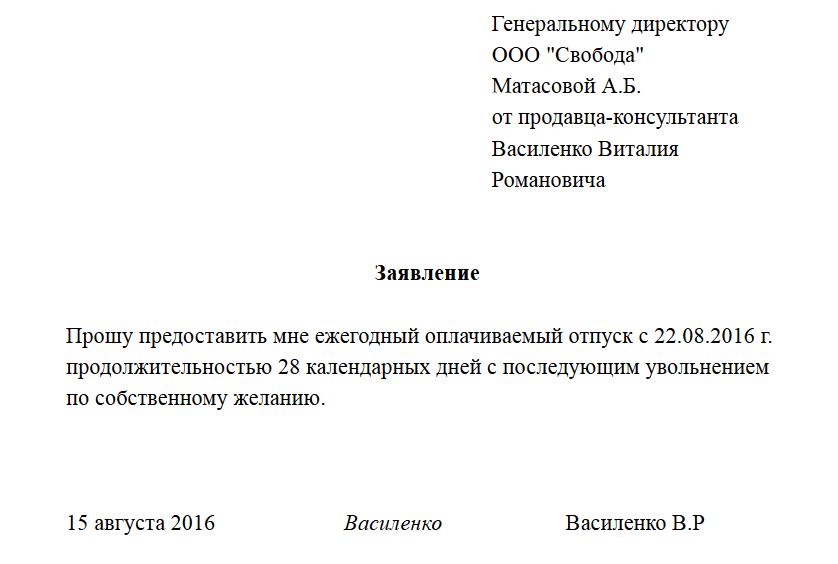 Генеральному директору
ООО "Свобода"
Матасовой А.Б.
от продавца-консультанта
Василенко Виталия
Романовича
Заявление
Прошу предоставить мне ежегодный оплачиваемый отпуск с 22.08.2016 г.
продолжительностью 28 календарных дней с последующим увольнением
по собственному желанию.
15 августа 2016 Василенко Василенко В.Р